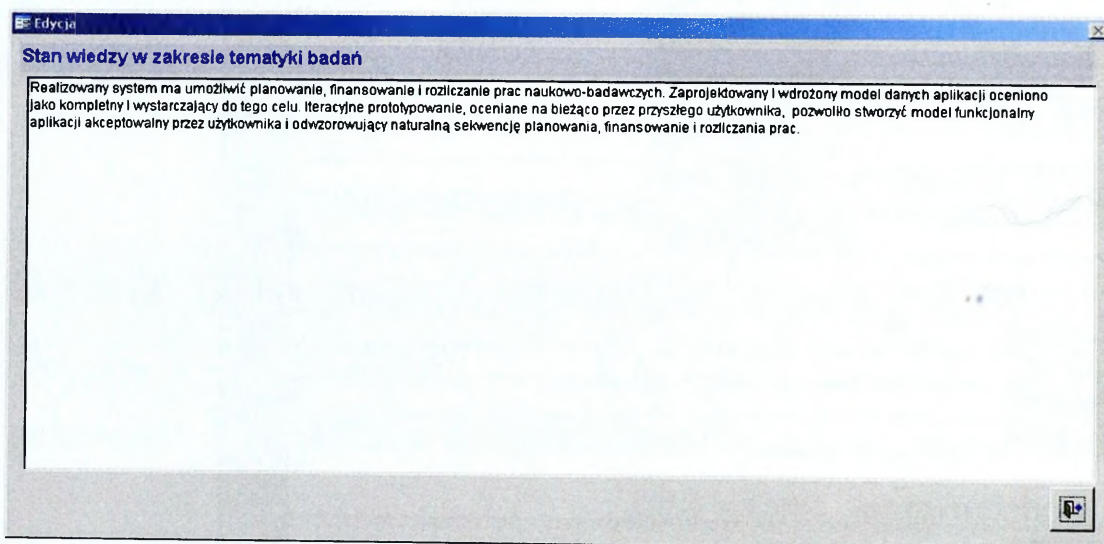 Edycja
Stan wiedzy w zakresie tematyki badań
Realizowany system ma umożliwić planowanie, finansowanie i rozliczanie prac naukowo-badawczych. Zaprojektowany i wdrożony model danych aplikacji oceniono
jako kompletny i wystarczający do tego celu. Iteracyjne prototypowanie, oceniane na bieżąco przez przyszłego użytkownika, pozwoliło stworzyć model funkcjonalny
aplikacji akceptowalny przez użytkownika i odwzorowujący naturalną sekwencję planowania, finansowanie i rozliczania prac.